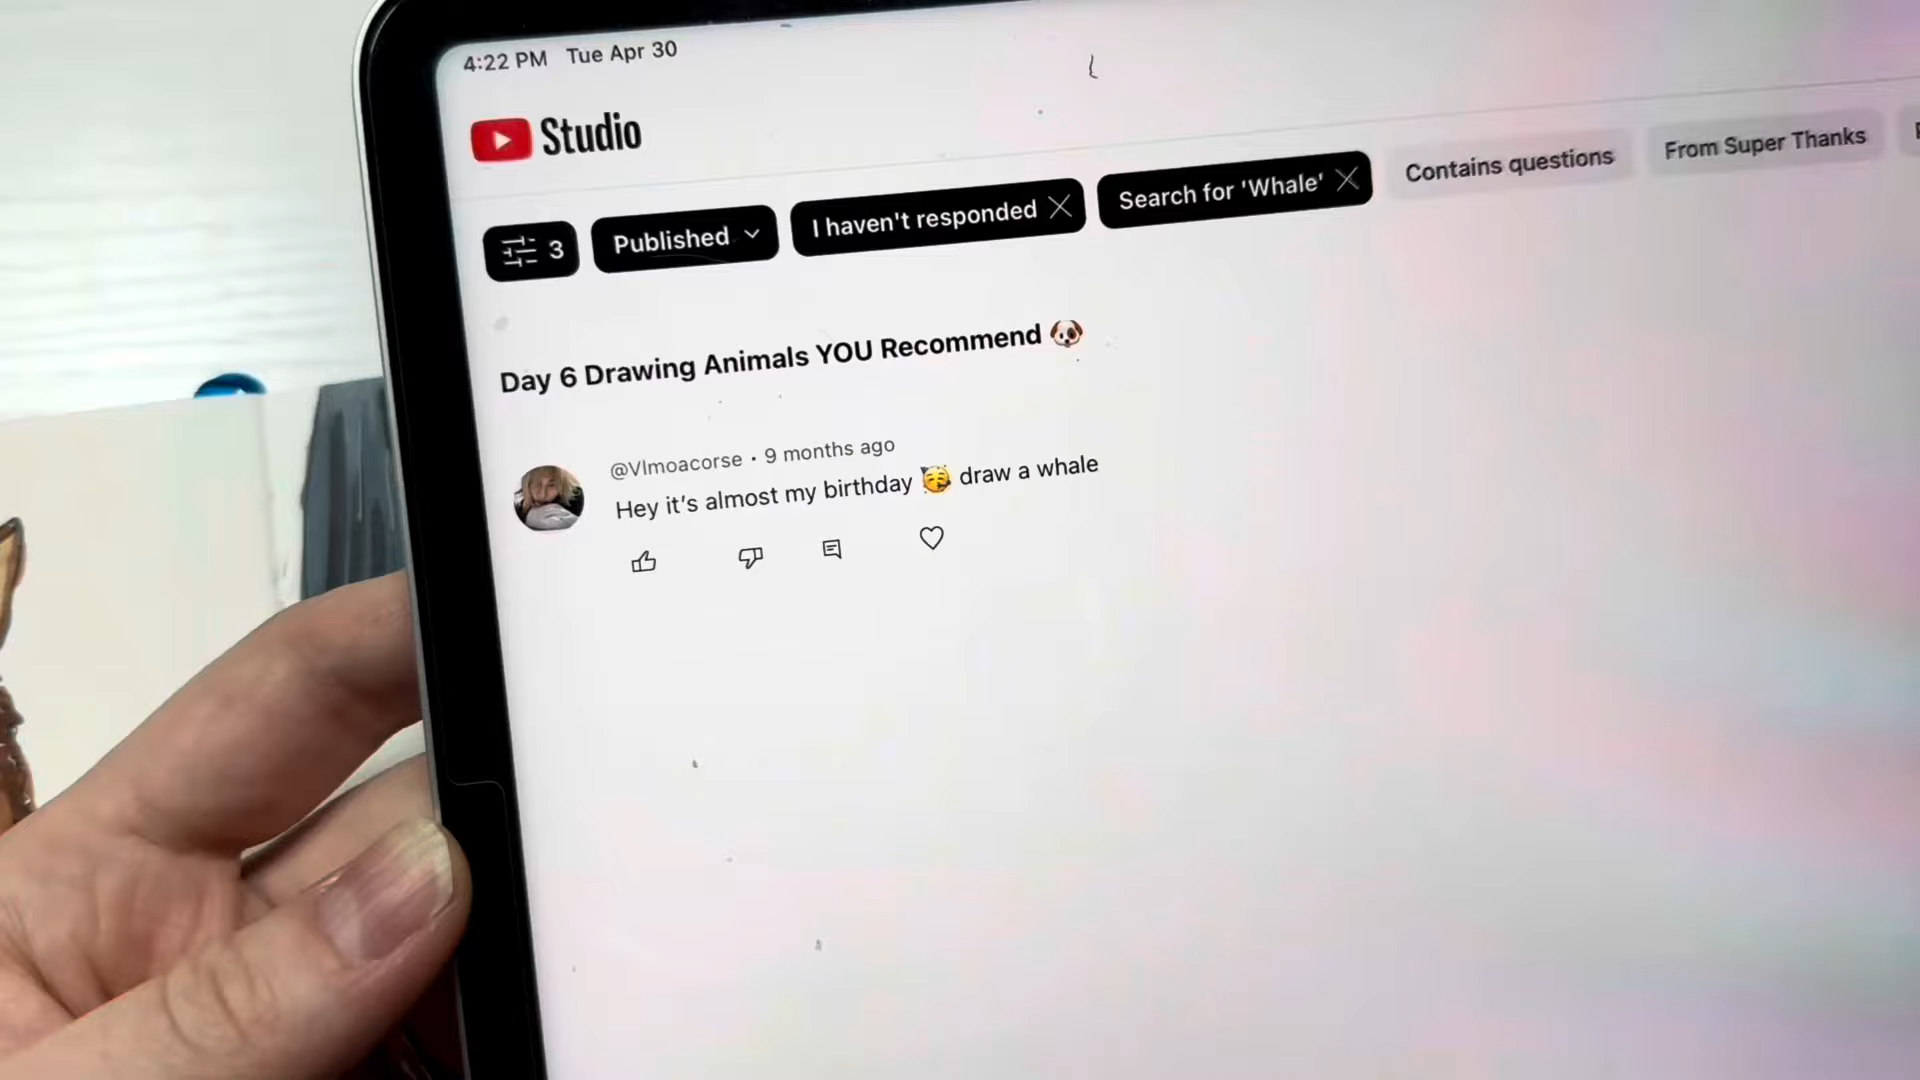 4:22 PM Tue Apr 30
Studio
3 Published I haven't responded Search for 'Whale' Contains questions From Super Thanks
Day 6 Drawing Animals YOU Recommend 🐶
@Vlmoacorse • 9 months ago
Hey it's almost my birthday 🥳 draw a whale